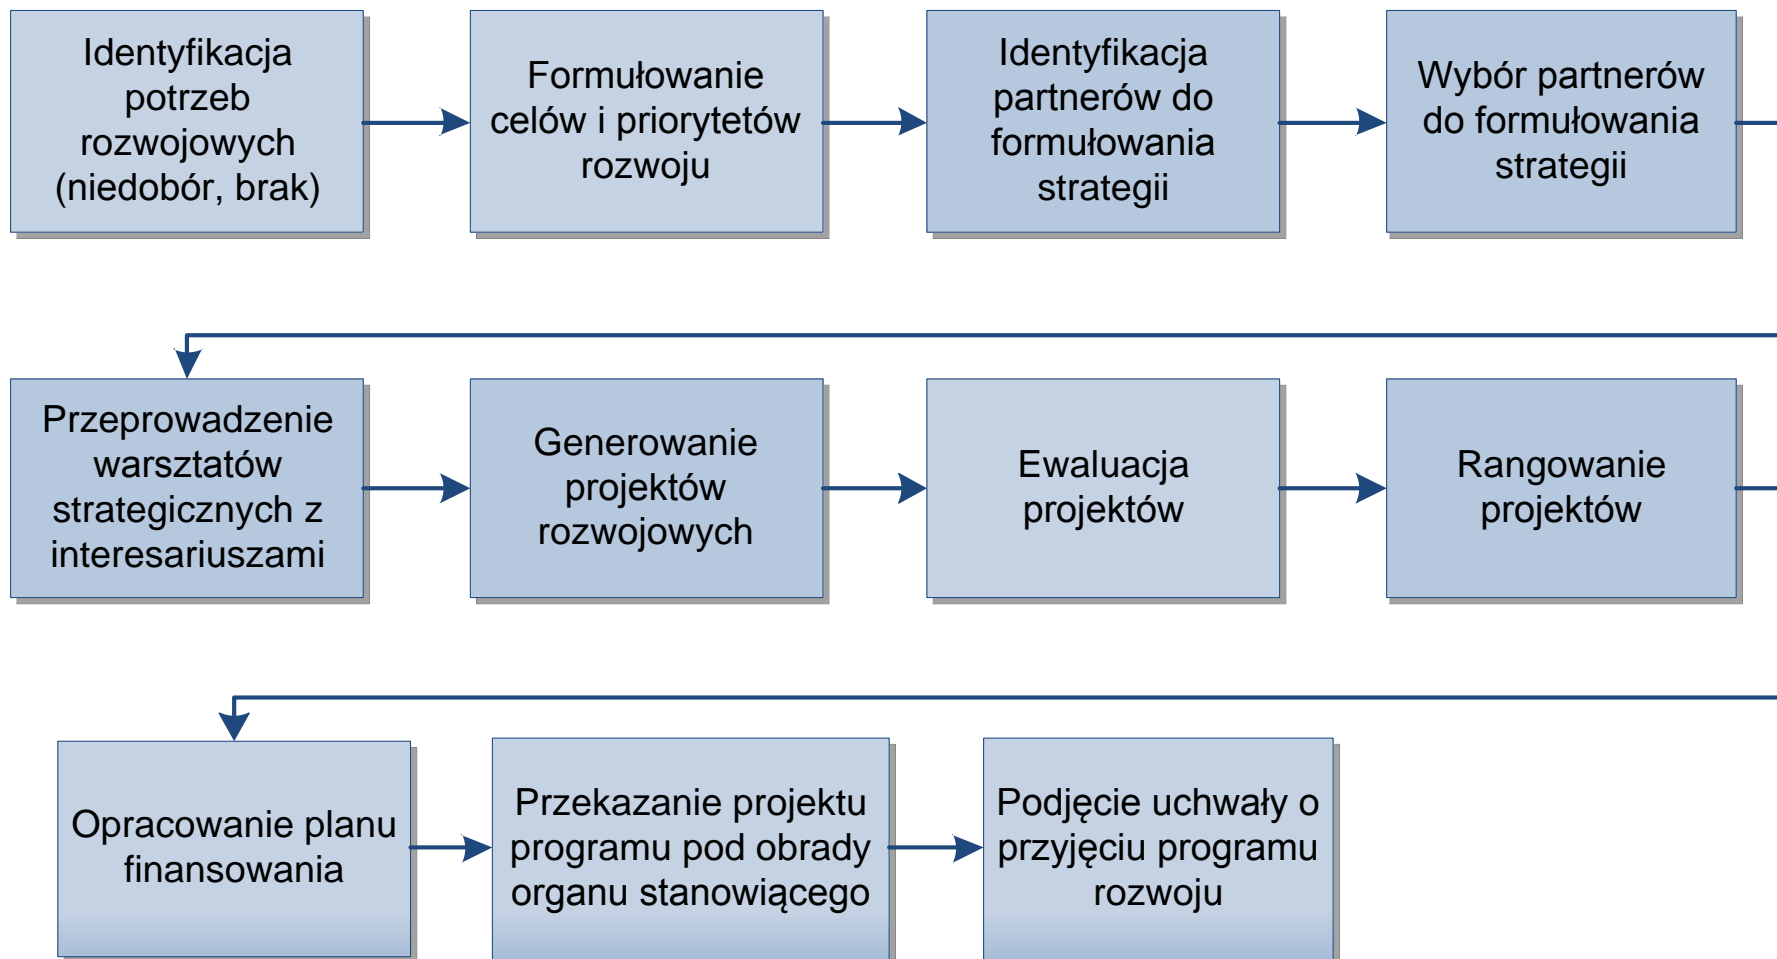 Identyfikacja
potrzeb
rozwojowych
(niedobór, brak)
Formułowanie
celów i priorytetów
rozwoju
Identyfikacja
partnerów do
formułowania
strategii
Wybór partnerów
do formułowania
strategii
Przeprowadzenie
warsztatów
strategicznych z
interesariuszami
Generowanie
projektów
rozwojowych
Ewaluacja
projektów
Rangowanie
projektów
Opracowanie planu
finansowania
Przekazanie projektu
programu pod obrady
organu stanowiącego
Podjęcie uchwały o
przyjęciu programu
rozwoju